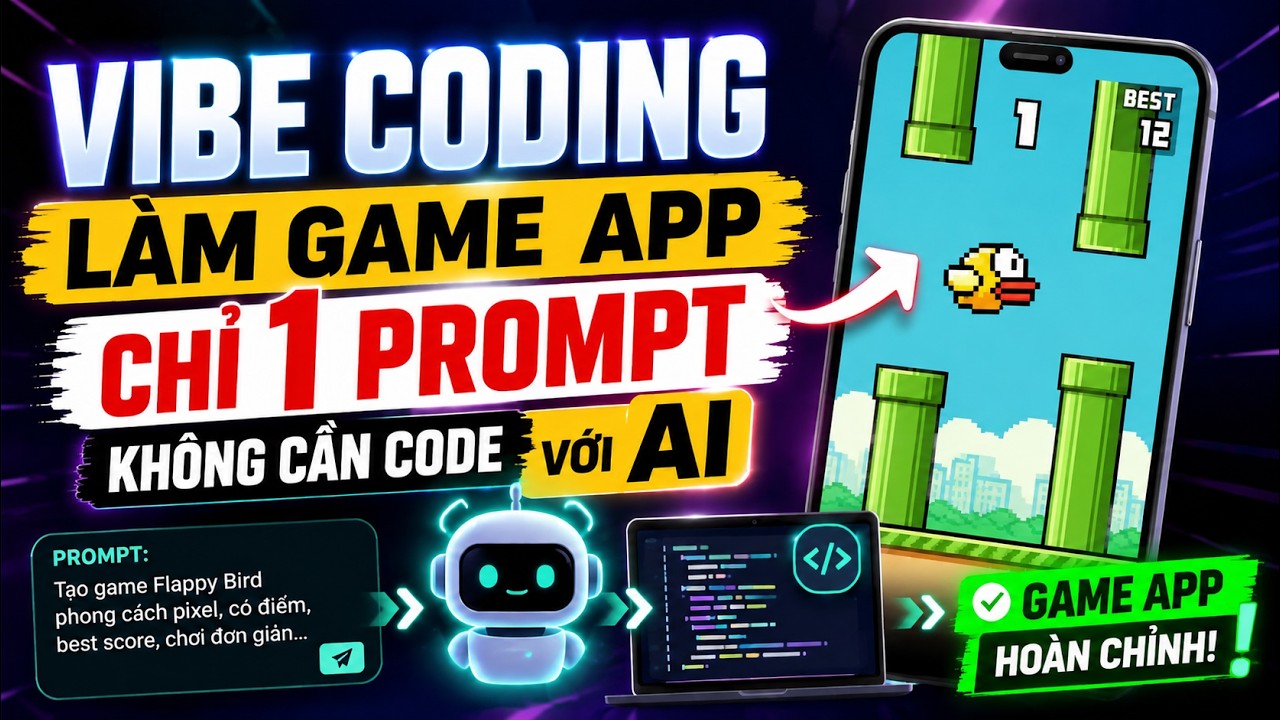 VIBE CODING
LÀM GAME APP
CHỈ 1 PROMPT
KHÔNG CẦN CODE VỚI AI
PROMPT:
Tạo game Flappy Bird
phong cách pixel, có điểm,
best score, chơi đơn giản...
</>
1
BEST
12
GAME APP
HOÀN CHỈNH!